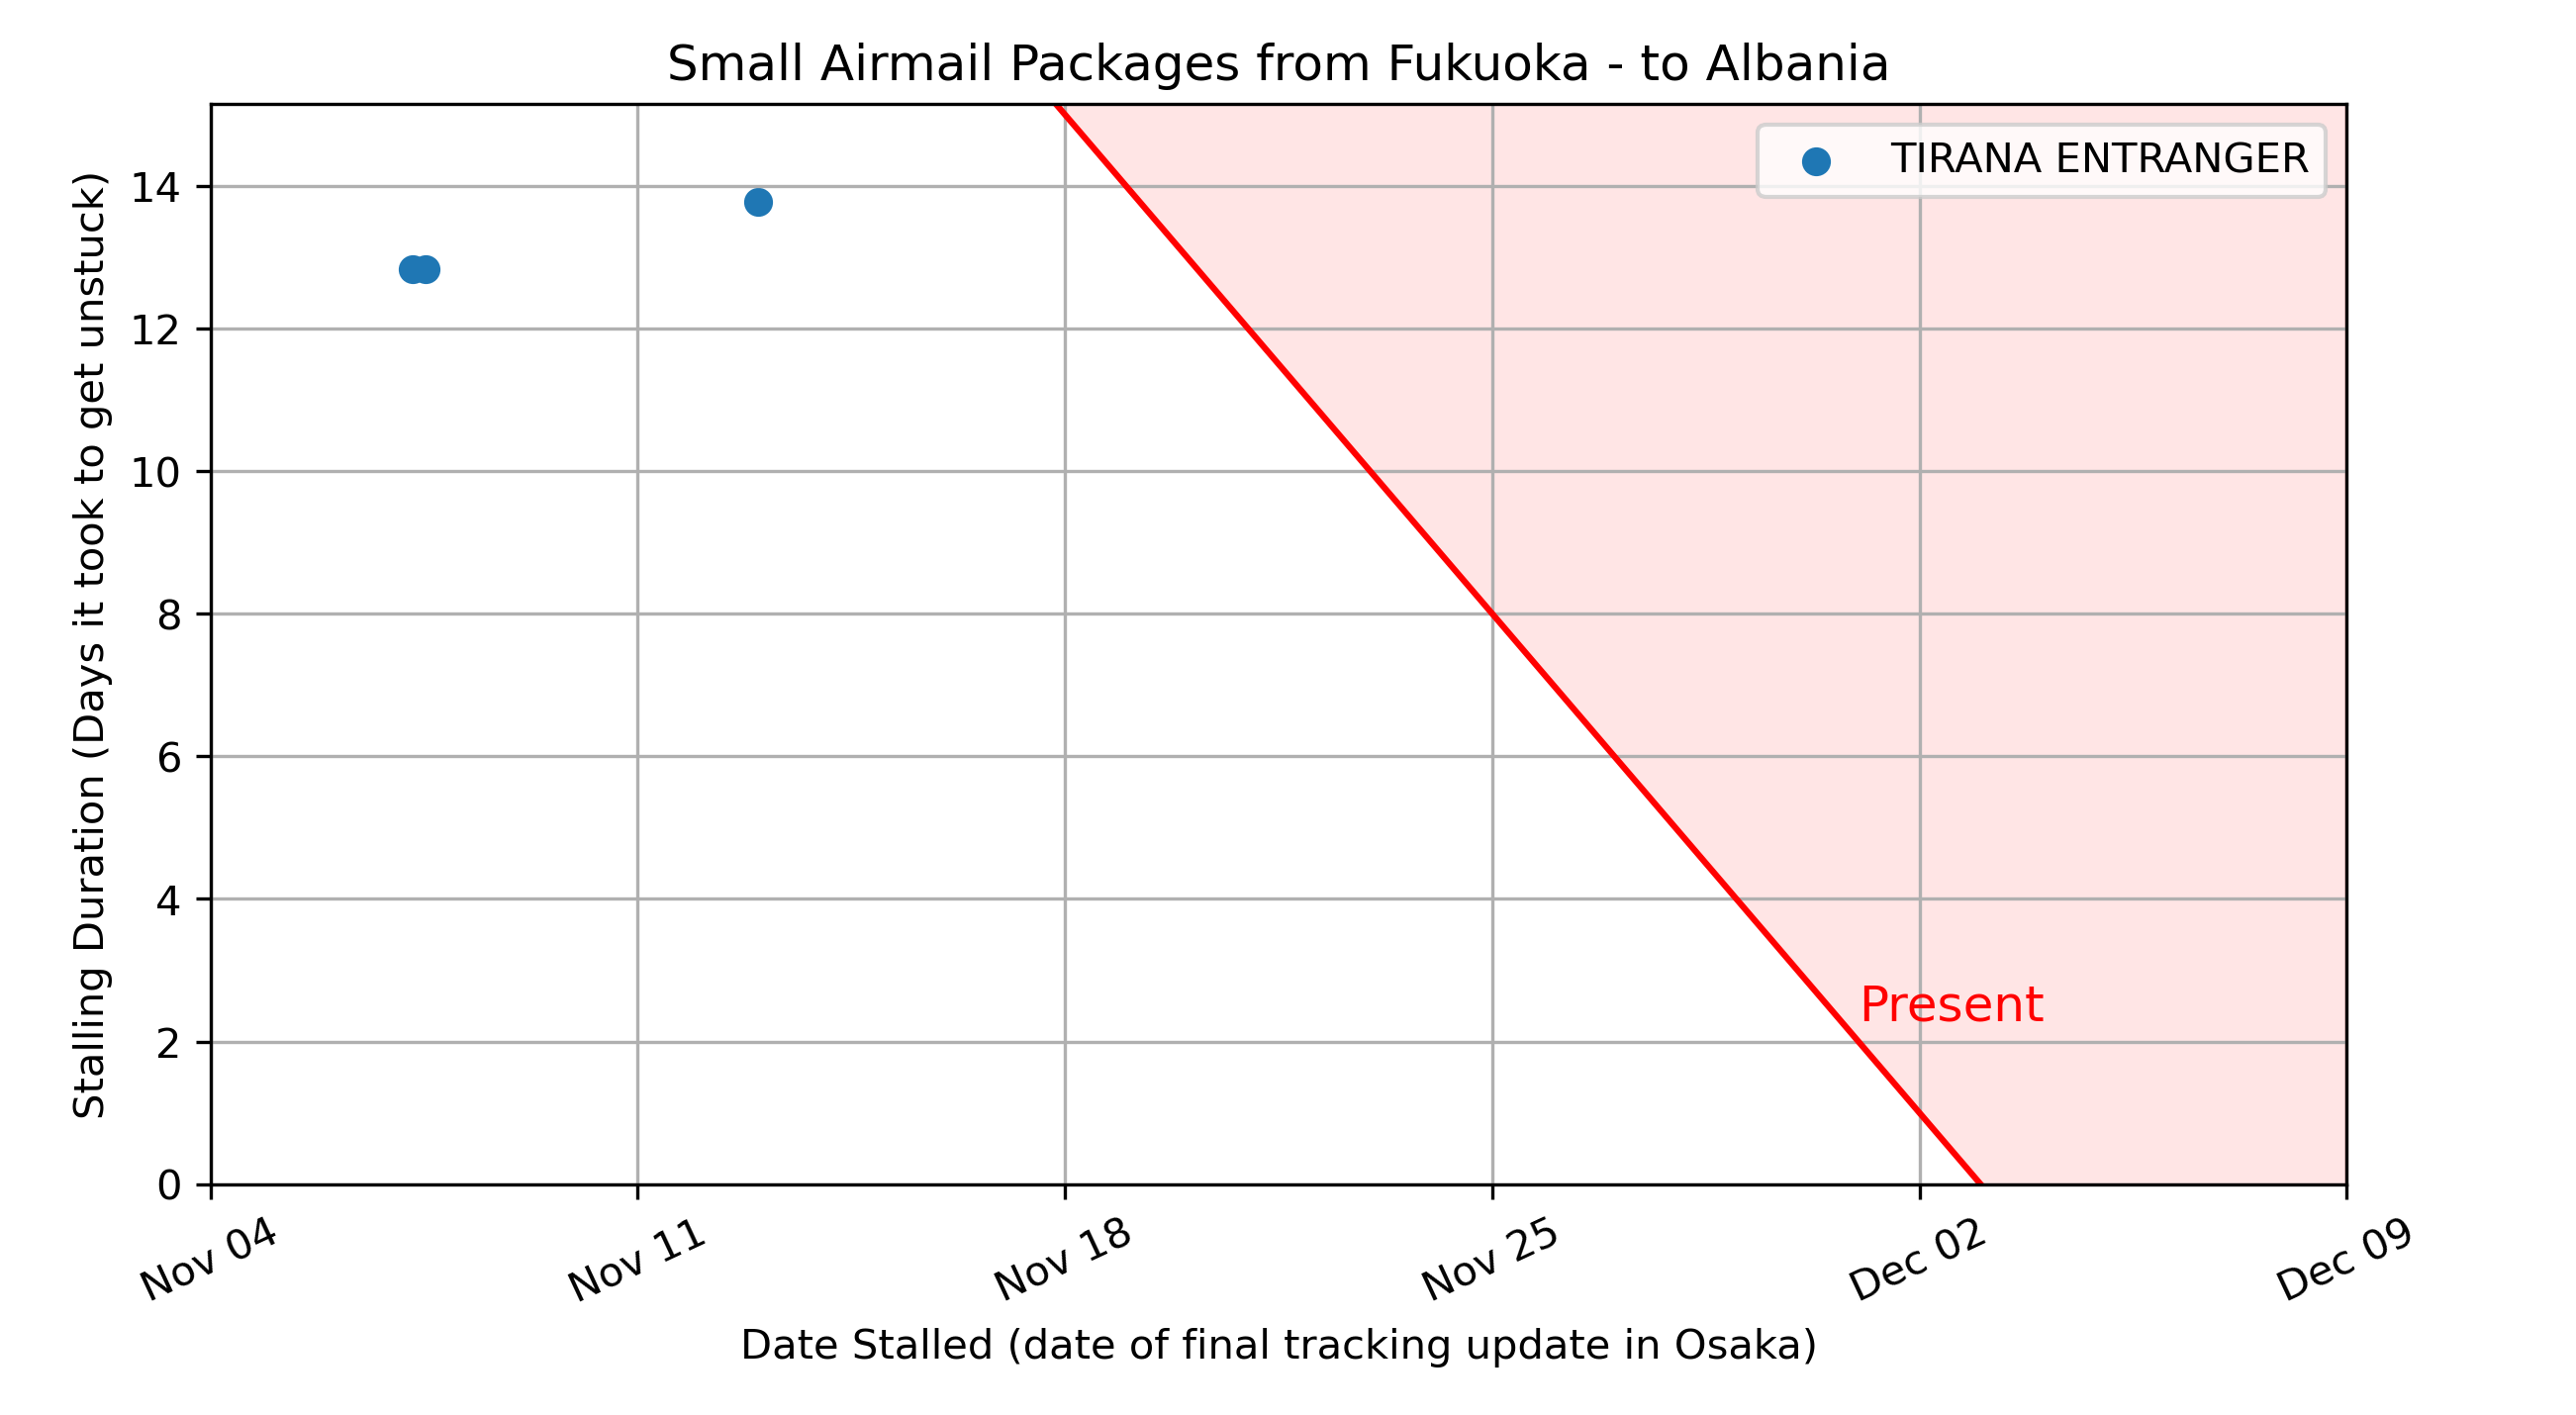 Small Airmail Packages from Fukuoka - to Albania
TIRANA ENTRANGER
Stalling Duration (Days it took to get unstuck)
14
12
10
8
6
4
2
0
Present
Nov 04
Nov 11
Nov 18
Nov 25
Dec 02
Dec 09
Date Stalled (date of final tracking update in Osaka)